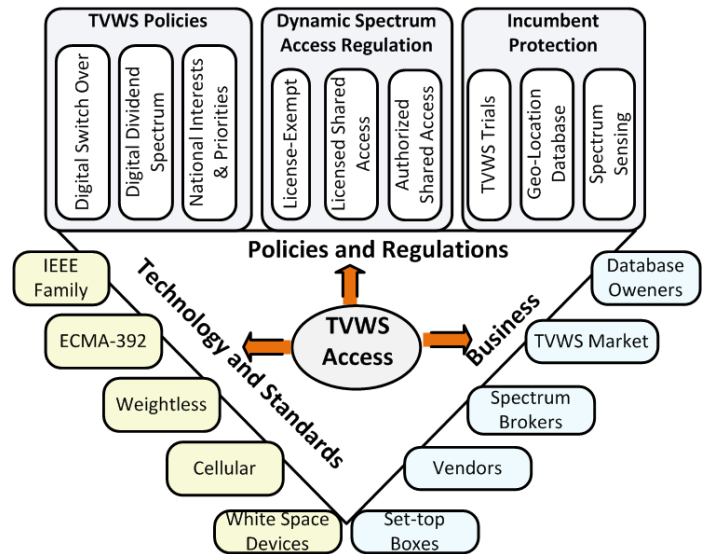 TVWS Policies
Digital Switch Over
Digital Dividend
Spectrum
National Interests
& Priorities
Dynamic Spectrum
Access Regulation
License-Exempt
Licensed Shared
Access
Authorized
Shared Access
Incumbent
Protection
TVWS Trials
Geo-Location
Database
Spectrum
Sensing
Policies and Regulations
Technology and Standards
TVWS
Access
Business
IEEE
Family
ECMA-392
Weightless
Cellular
White Space
Devices
Database
Oweners
TVWS Market
Spectrum
Brokers
Vendors
Set-top
Boxes